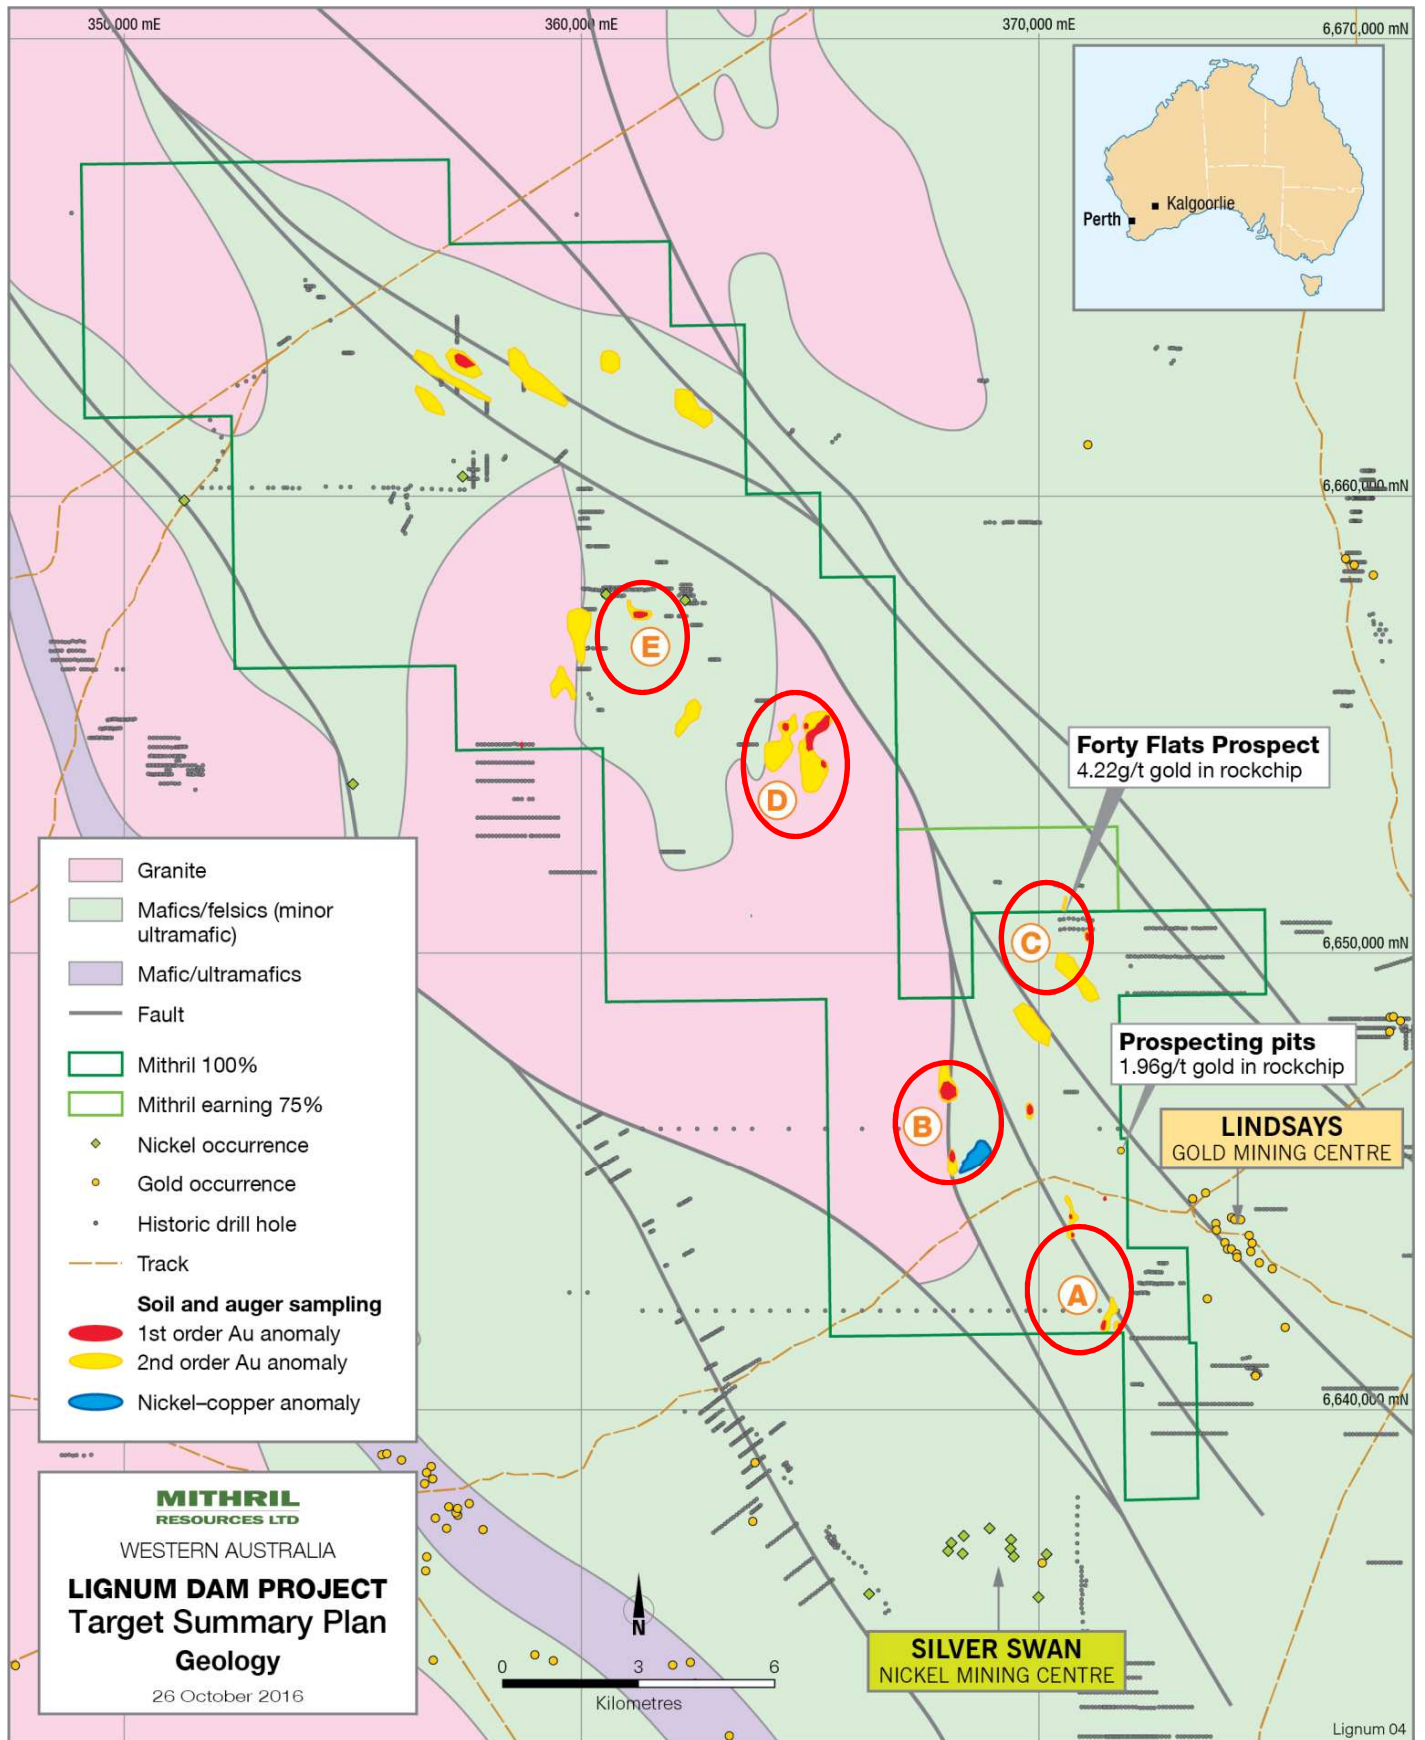 350,000 mE
360,000 mE
370,000 mE
6,670,000 mN
Kalgoorlie
Perth
6,660,000 mN
E
D
Forty Flats Prospect
4.22g/t gold in rockchip
C
6,650,000 mN
Prospecting pits
1.96g/t gold in rockchip
B
LINDSAYS
GOLD MINING CENTRE
A
6,640,000 mN
Granite
Mafics/felsics (minor
ultramafic)
Mafic/ultramafics
Fault
Mithril 100%
Mithril earning 75%
Nickel occurrence
Gold occurrence
Historic drill hole
Track
Soil and auger sampling
1st order Au anomaly
2nd order Au anomaly
Nickel–copper anomaly
MITHRIL
RESOURCES LTD
WESTERN AUSTRALIA
LIGNUM DAM PROJECT
Target Summary Plan
Geology
26 October 2016
N
0 3 6
Kilometres
SILVER SWAN
NICKEL MINING CENTRE
Lignum 04